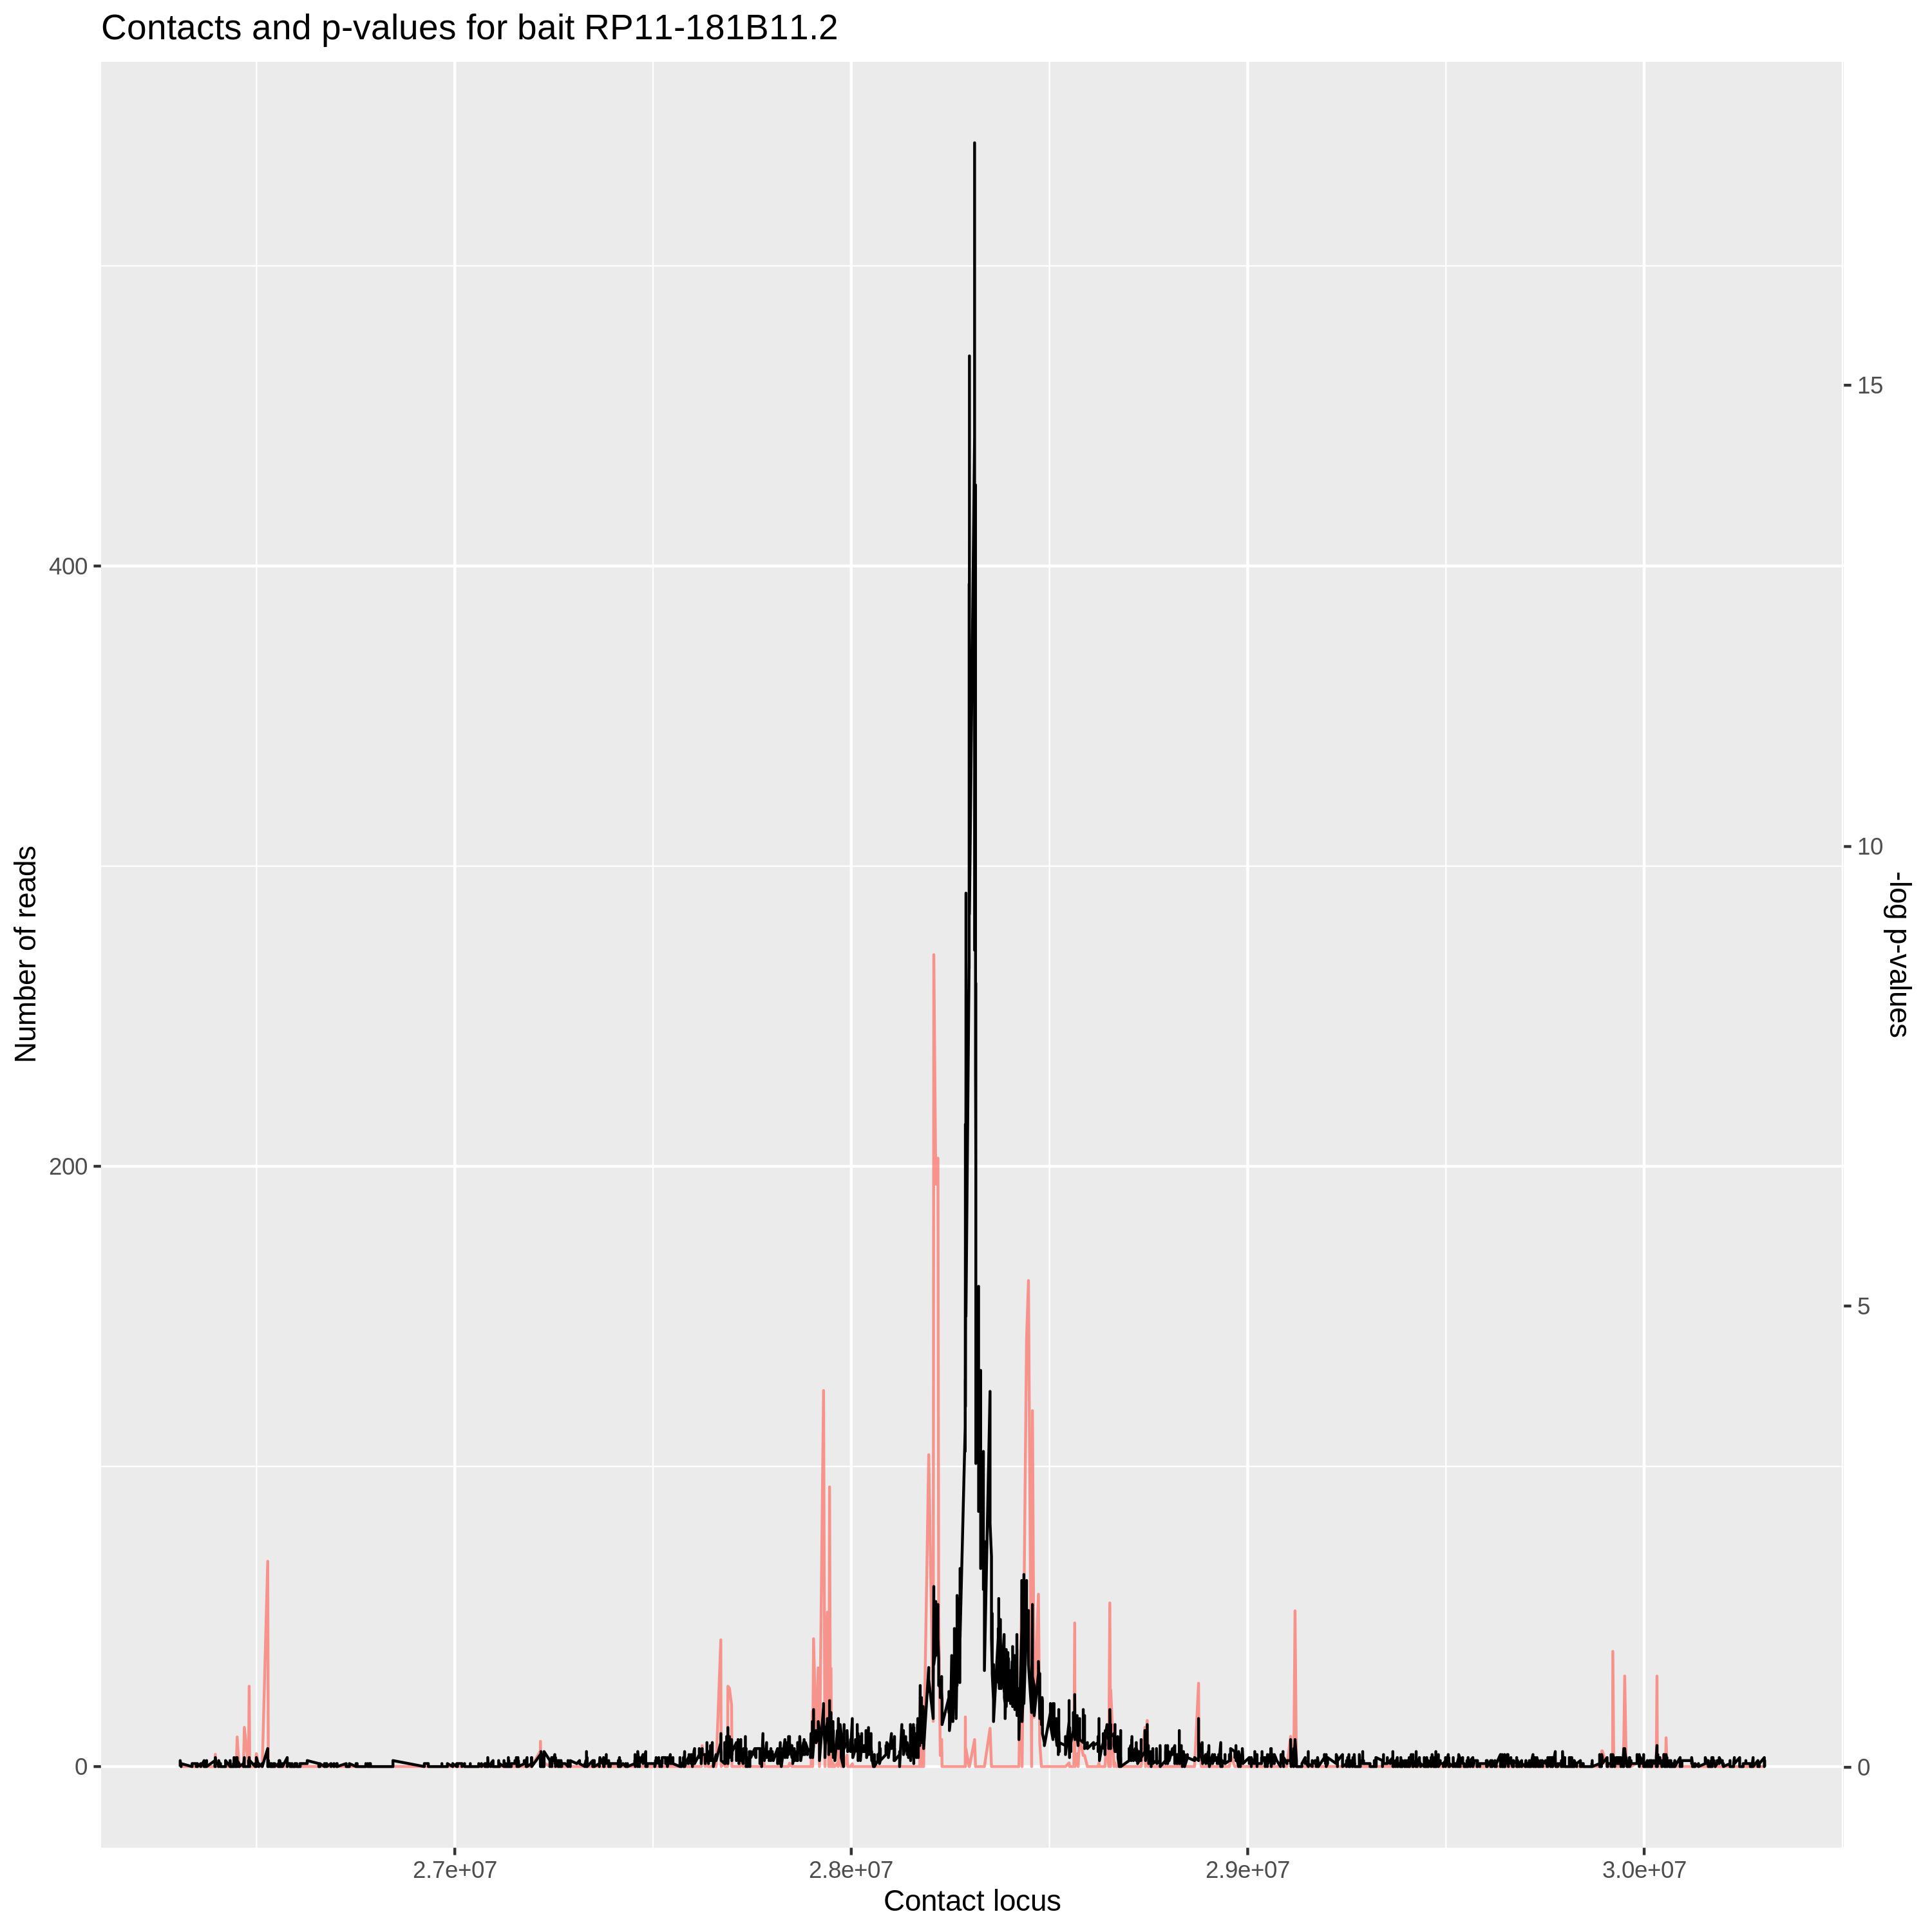 Contacts and p-values for bait RP11-181B11.2
Number of reads
400
200
0
15
10
5
0
-log p-values
2.7e+07
2.8e+07
2.9e+07
3.0e+07
Contact locus